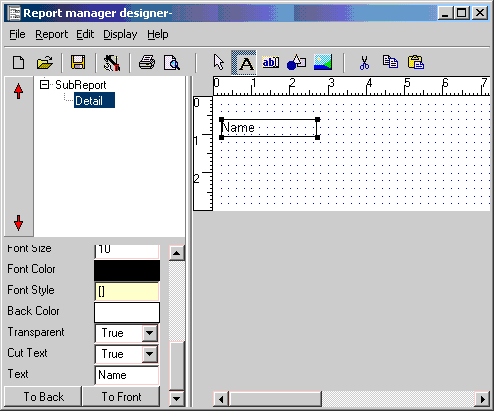 Report manager designer-
File Report Edit Display Help
A ab]
SubReport
Detail
0 1 2 3 4 5 6 7
0
1
2
Name
Font Size 10
Font Color
Font Style []
Back Color
Transparent True
Cut Text True
Text Name
To Back To Front